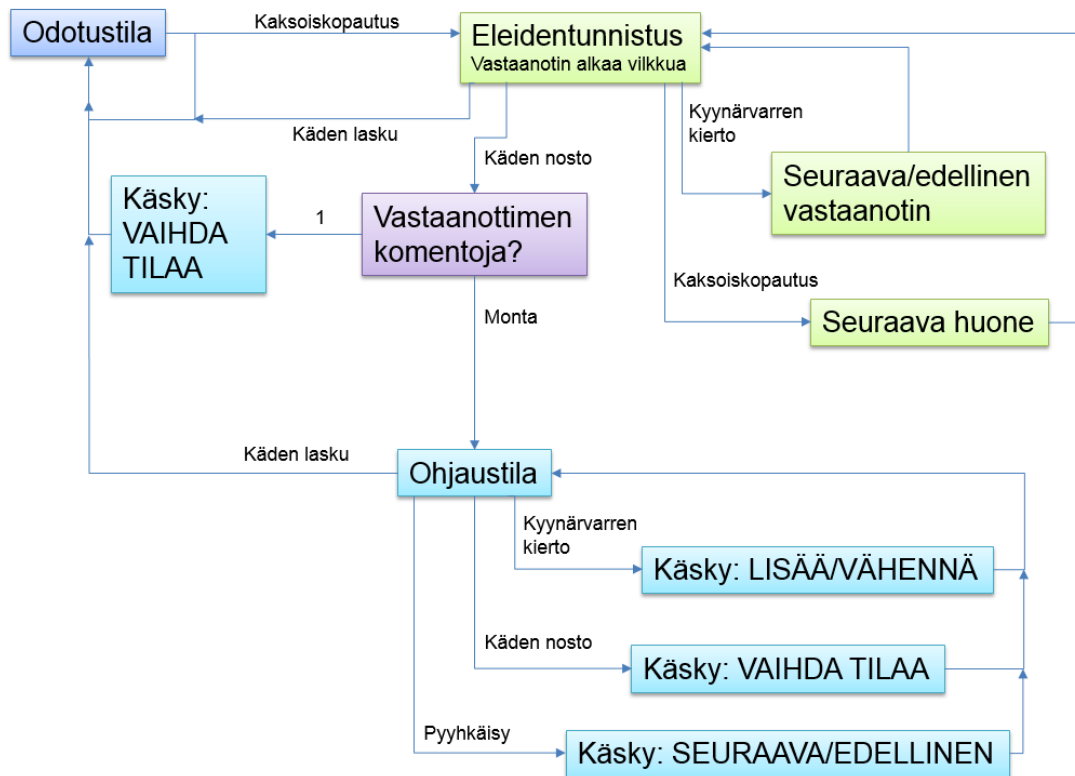 Odotustila
Kaksoiskopautus
Eleidentunnistus
Vastaanotin alkaa vilkkua
Käden lasku
Käden nosto
Kyynärvarren
kierto
Seuraava/edellinen
vastaanotin
Käsky:
VAIHDA
TILAA
1
Vastaanottimen
komentoja?
Kaksoiskopautus
Seuraava huone
Monta
Käden lasku
Ohjaustila
Kyynärvarren
kierto
Käsky: LISÄÄ/VÄHENNÄ
Käden nosto
Käsky: VAIHDA TILAA
Pyyhkäisy
Käsky: SEURAAVA/EDELLINEN